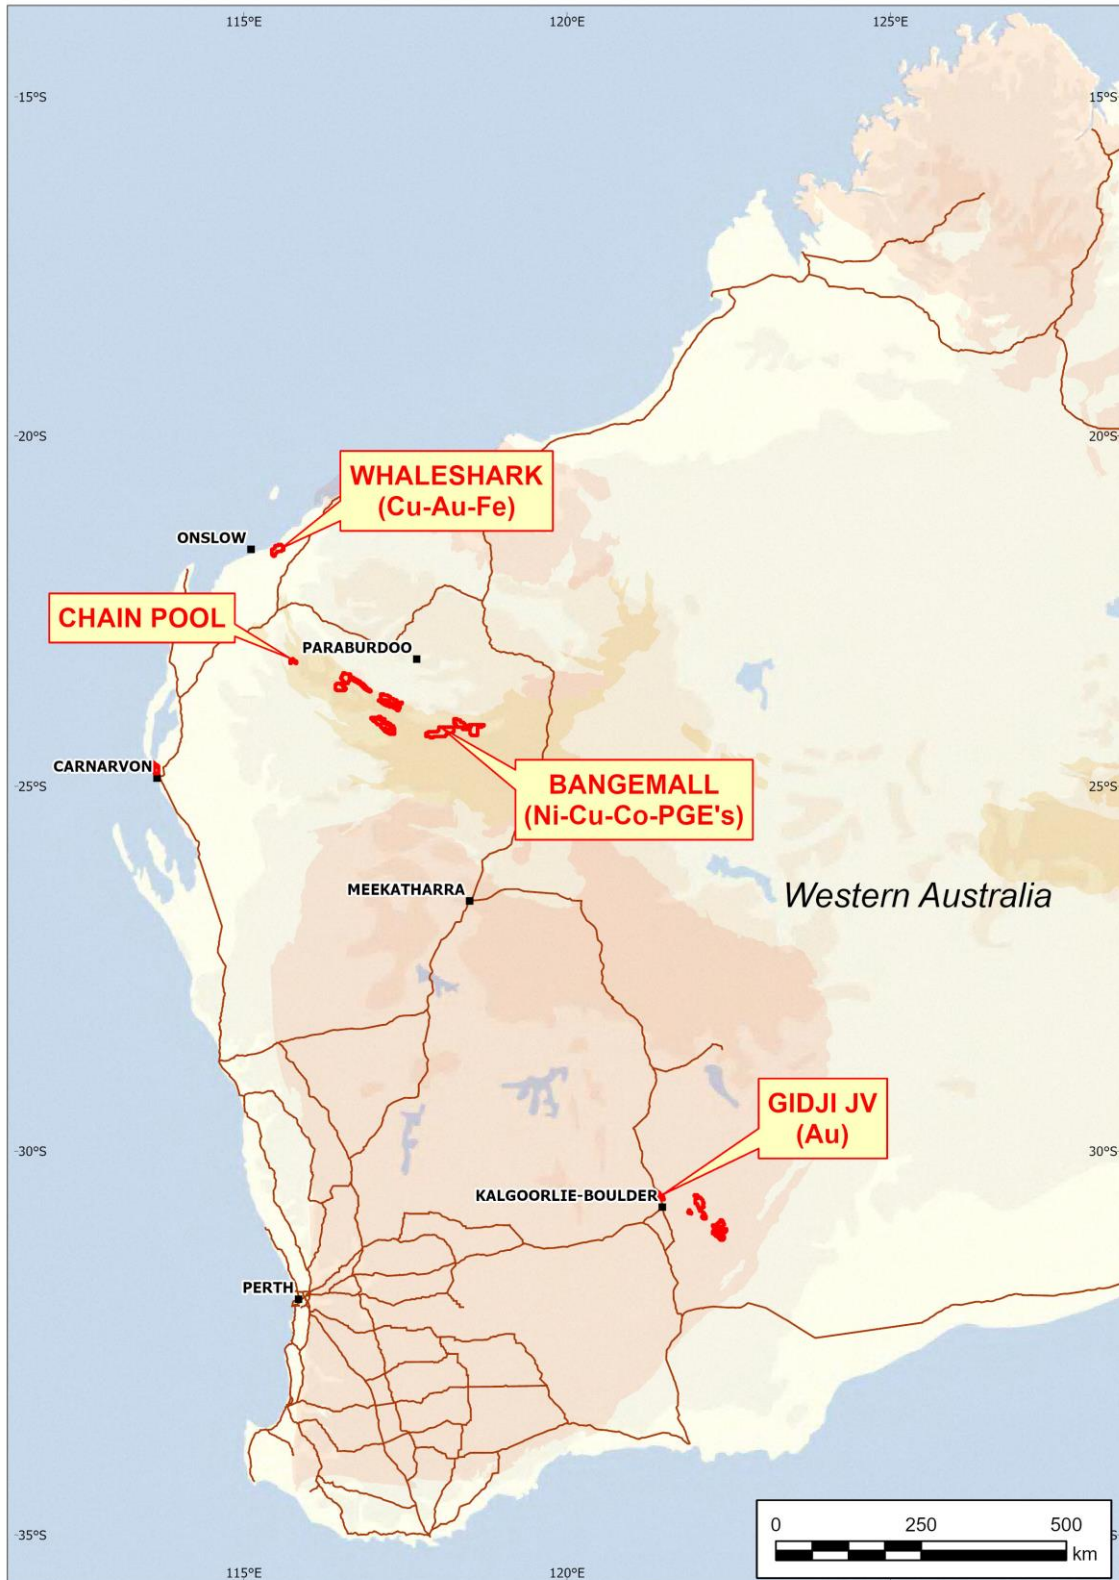 115°E
120°E
125°E
15°S
15°S
20°S
20°S
WHALESHARK
(Cu-Au-Fe)
ONSLOW
CHAIN POOL
PARABURDOO
CARNARVON
25°S
25°S
BANGEMALL
(Ni-Cu-Co-PGE's)
MEEKATHARRA
Western Australia
GIDJI JV
(Au)
30°S
30°S
KALGOORLIE-BOULDER
PERTH
35°S
0
250
500
km
115°E
120°E